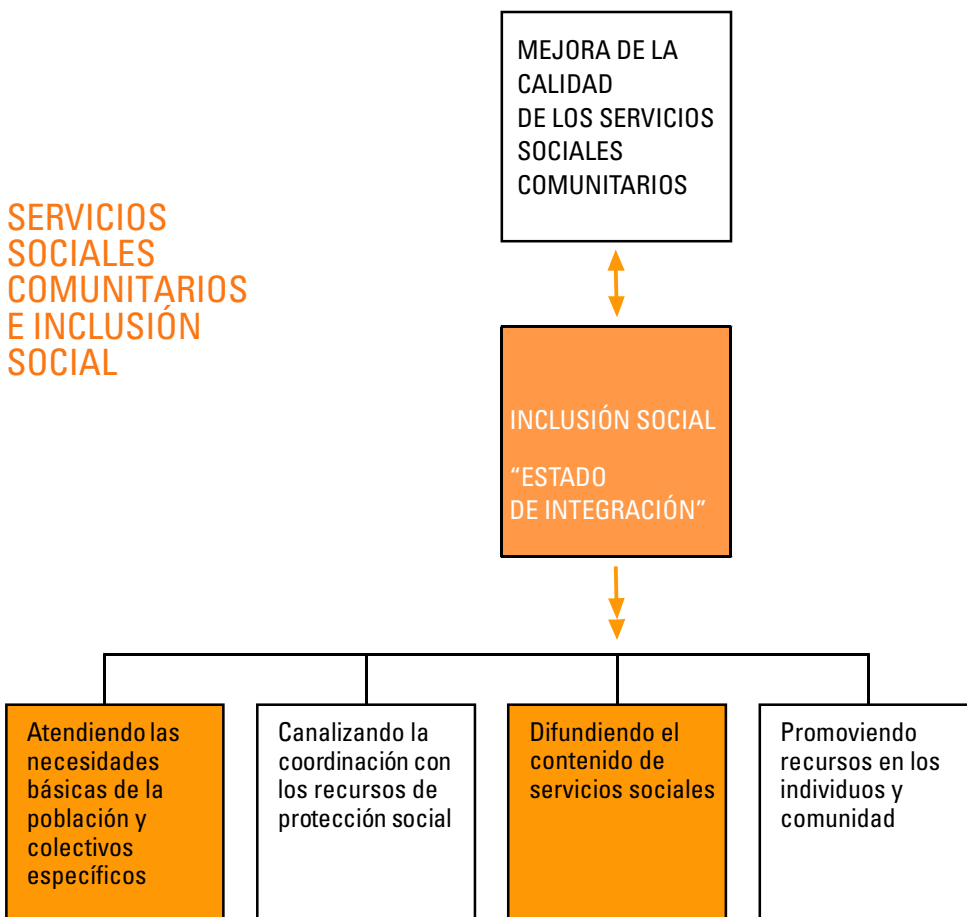 SERVICIOS
SOCIALES
COMUNITARIOS
E INCLUSIÓN
SOCIAL
MEJORA DE LA
CALIDAD
DE LOS SERVICIOS
SOCIALES
COMUNITARIOS
INCLUSIÓN SOCIAL
“ESTADO
DE INTEGRACIÓN”
Atendiendo las
necesidades
básicas de la
población y
colectivos
específicos
Canalizando la
coordinación con
los recursos de
protección social
Difundiendo el
contenido de
servicios sociales
Promoviendo
recursos en los
individuos y
comunidad